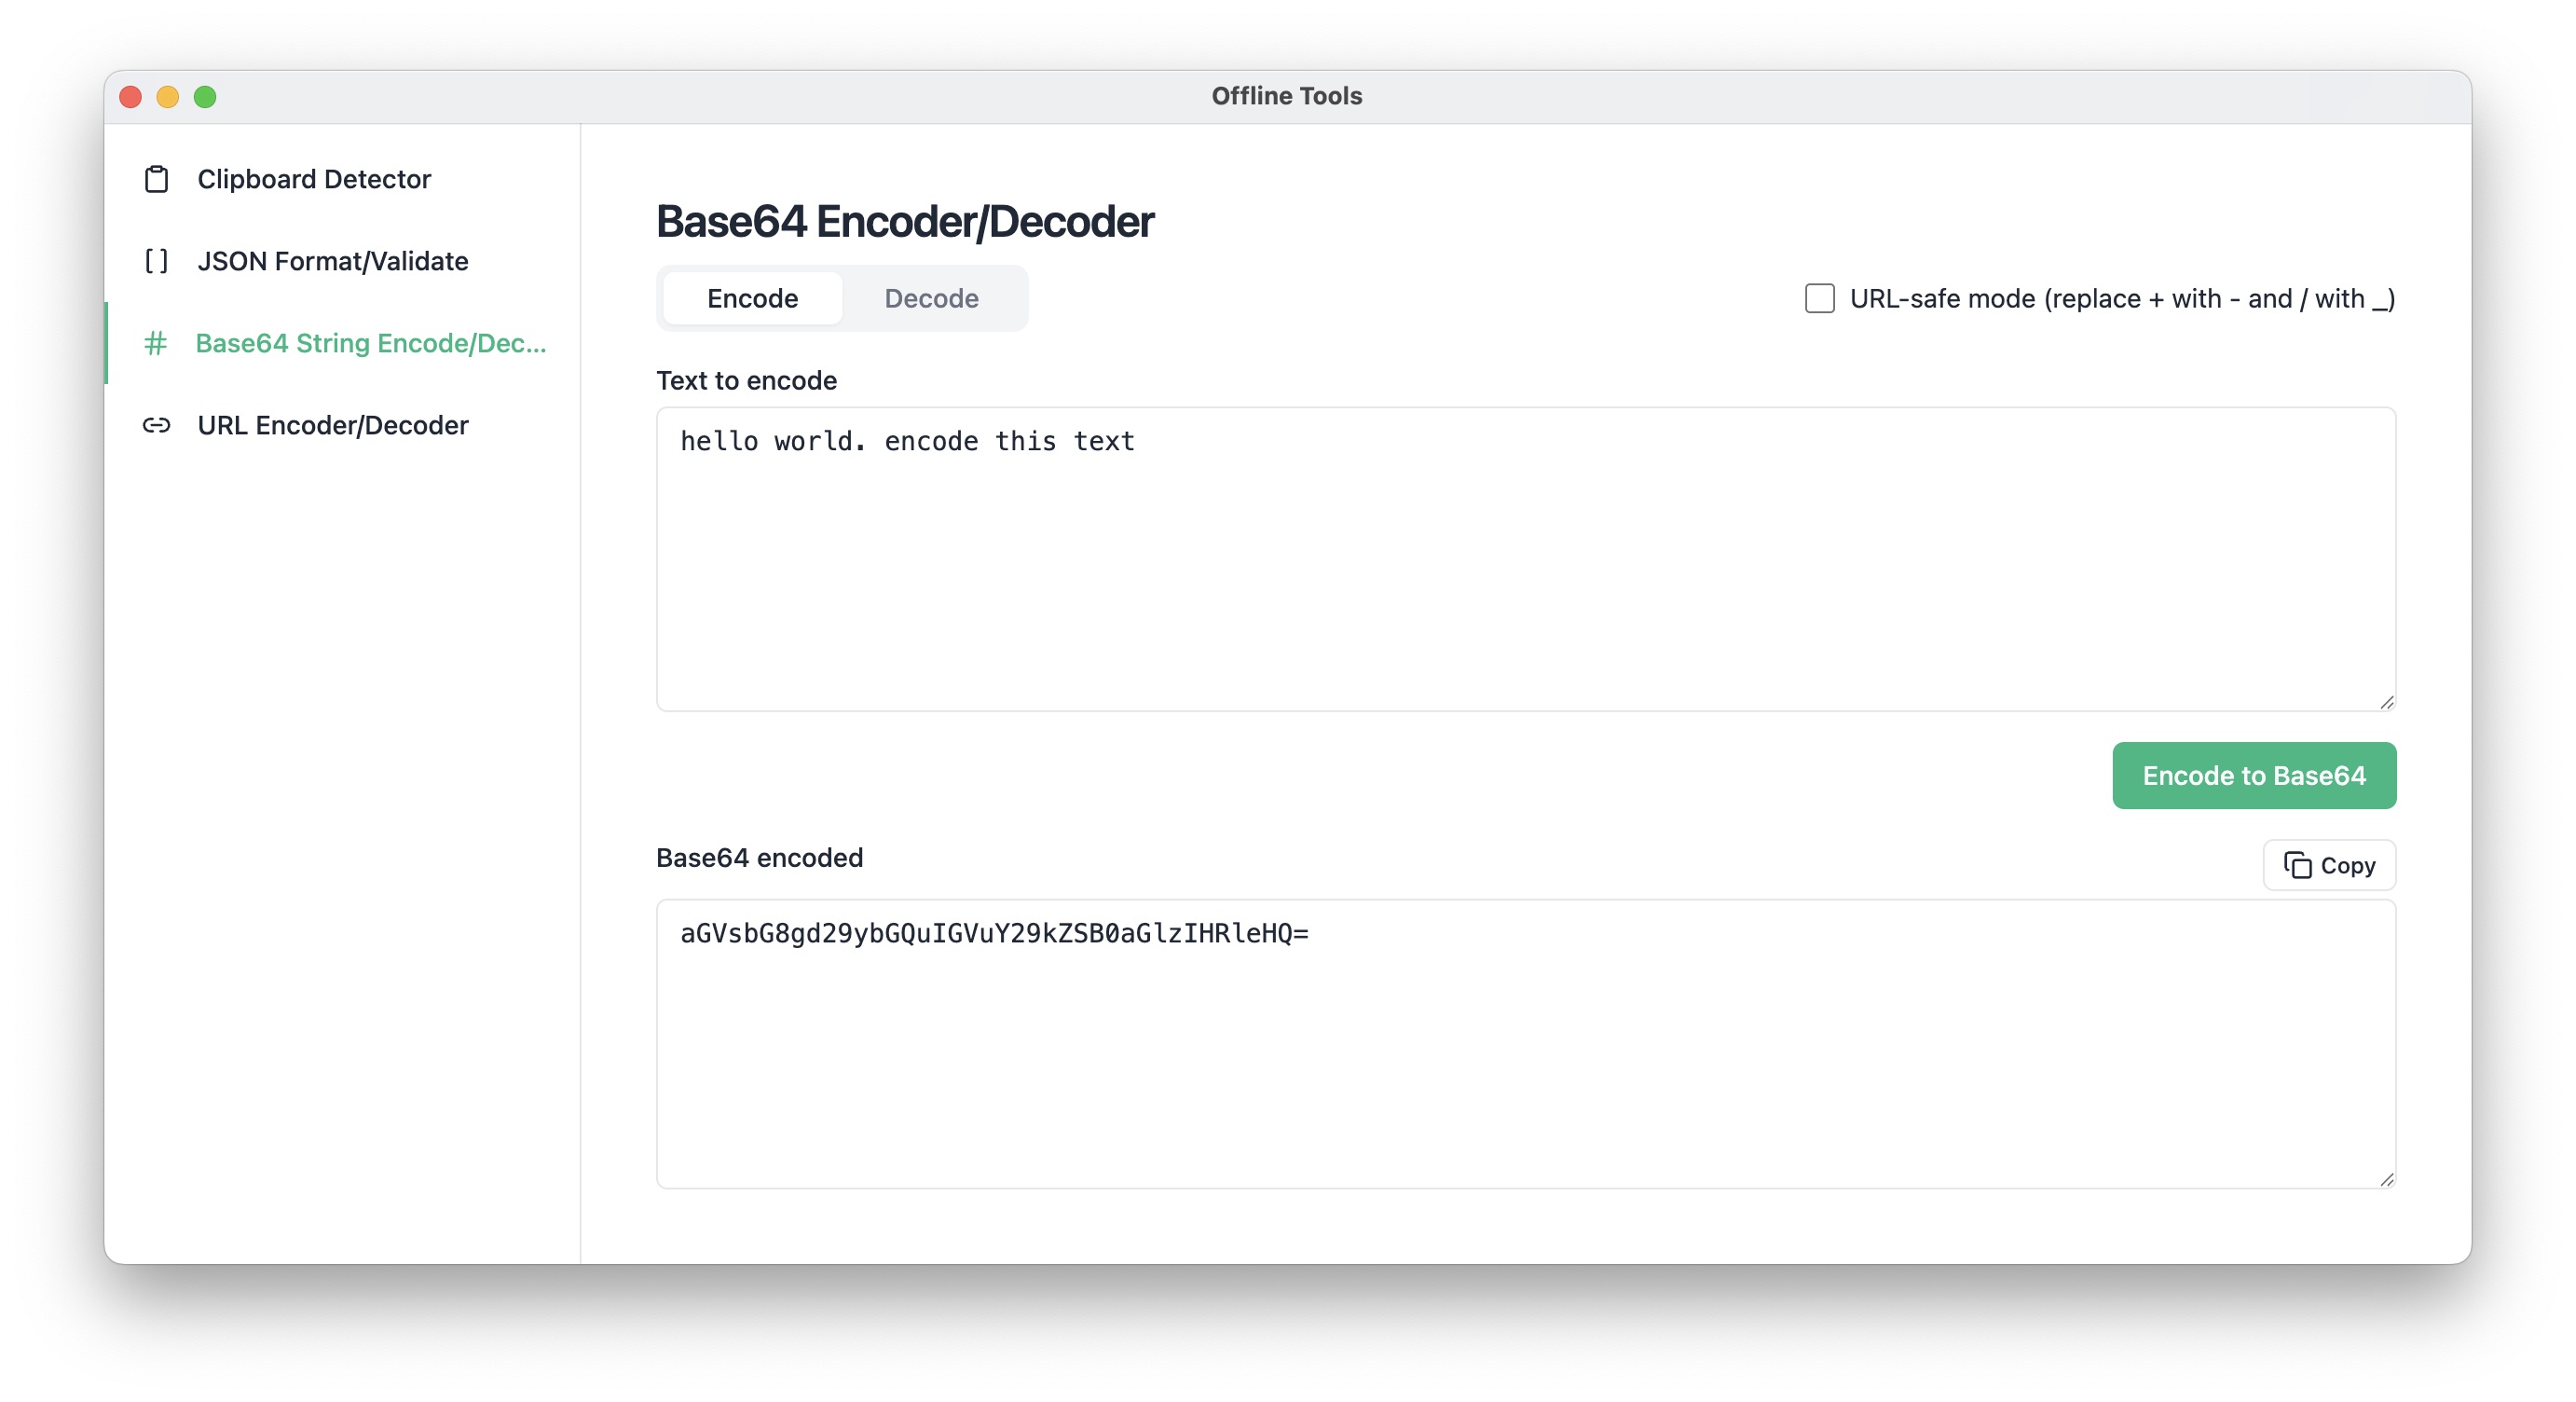 Offline Tools
Clipboard Detector
JSON Format/Validate
Base64 String Encode/Dec...
URL Encoder/Decoder
Base64 Encoder/Decoder
Encode Decode
URL-safe mode (replace + with - and / with _)
Text to encode
hello world. encode this text
Encode to Base64
Base64 encoded
Copy
aGVsbG8gd29ybGQuIGVuY29kZSB0aGlzIHRleHQ=